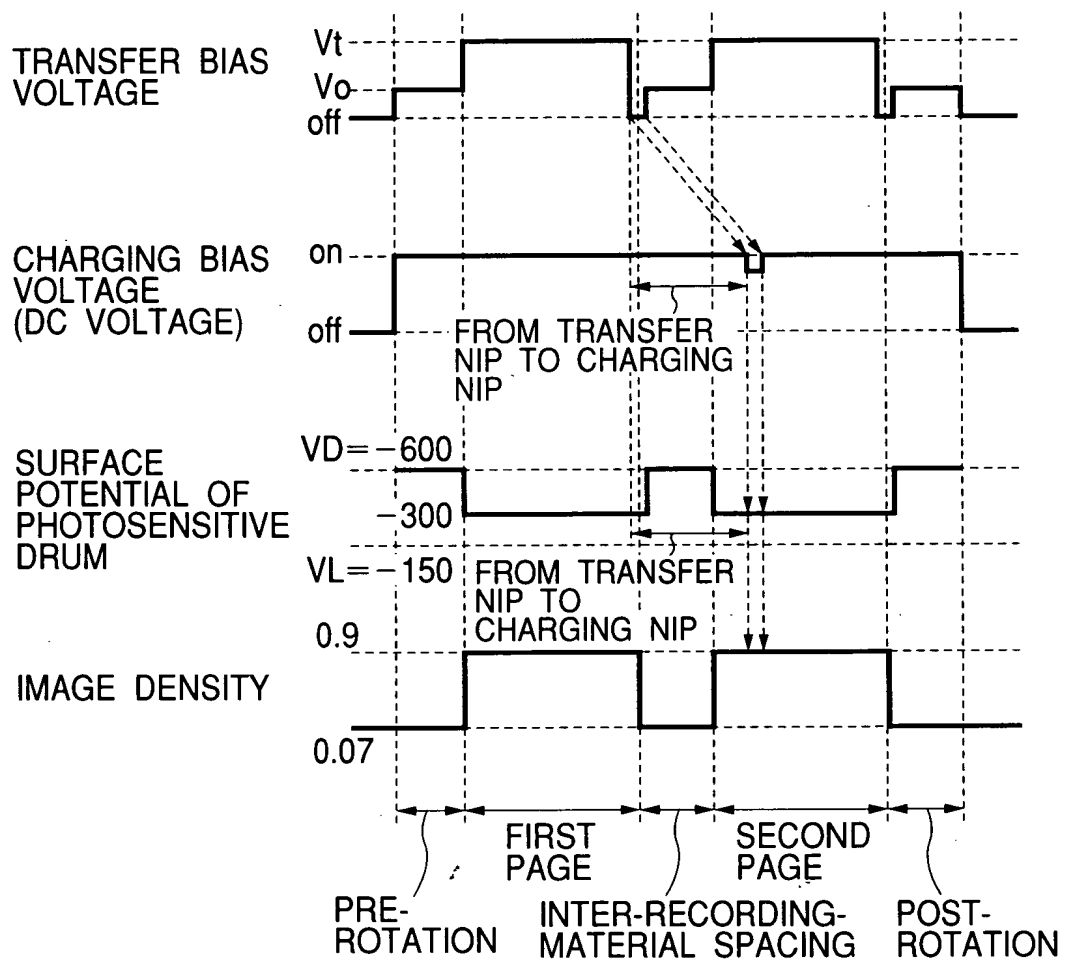 TRANSFER BIAS
VOLTAGE
Vt
Vo
off
CHARGING BIAS
VOLTAGE
(DC VOLTAGE)
on
off
FROM TRANSFER
NIP TO CHARGING
NIP
SURFACE
POTENTIAL OF
PHOTOSENSITIVE
DRUM
VD=-600
-300
VL=-150
FROM TRANSFER
NIP TO
CHARGING NIP
IMAGE DENSITY
0.9
0.07
FIRST
PAGE
SECOND
PAGE
PRE-
ROTATION
INTER-RECORDING-
MATERIAL SPACING
POST-
ROTATION